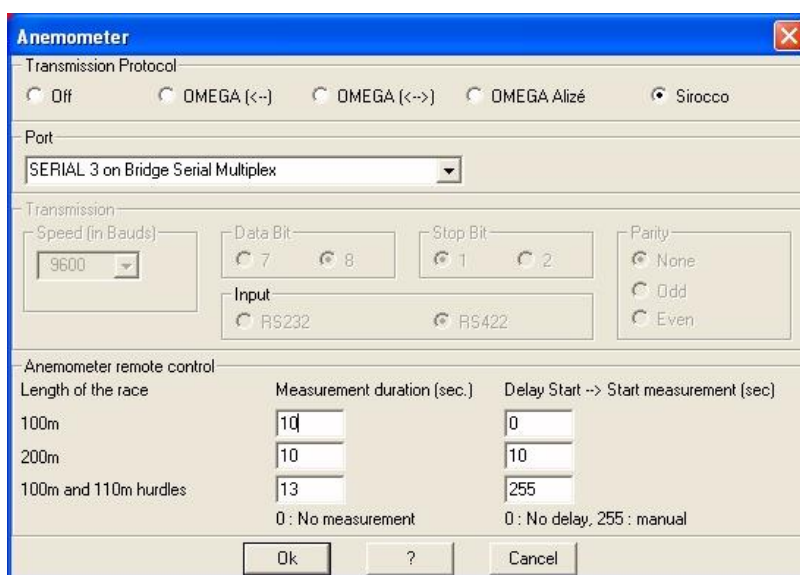 Anemometer
Transmission Protocol
Off OMEGA (<--) OMEGA (<-->) OMEGA Alizé Sirocco
Port
SERIAL 3 on Bridge Serial Multiplex
Transmission
Speed (in Bauds) Data Bit Stop Bit Parity
9600 7 8 1 2 None
Input Odd
RS232 RS422 Even
Anemometer remote control
Length of the race Measurement duration (sec.) Delay Start --> Start measurement (sec)
100m 10 0
200m 10 10
100m and 110m hurdles 13 255
0 : No measurement 0 : No delay, 255 : manual
Ok ? Cancel